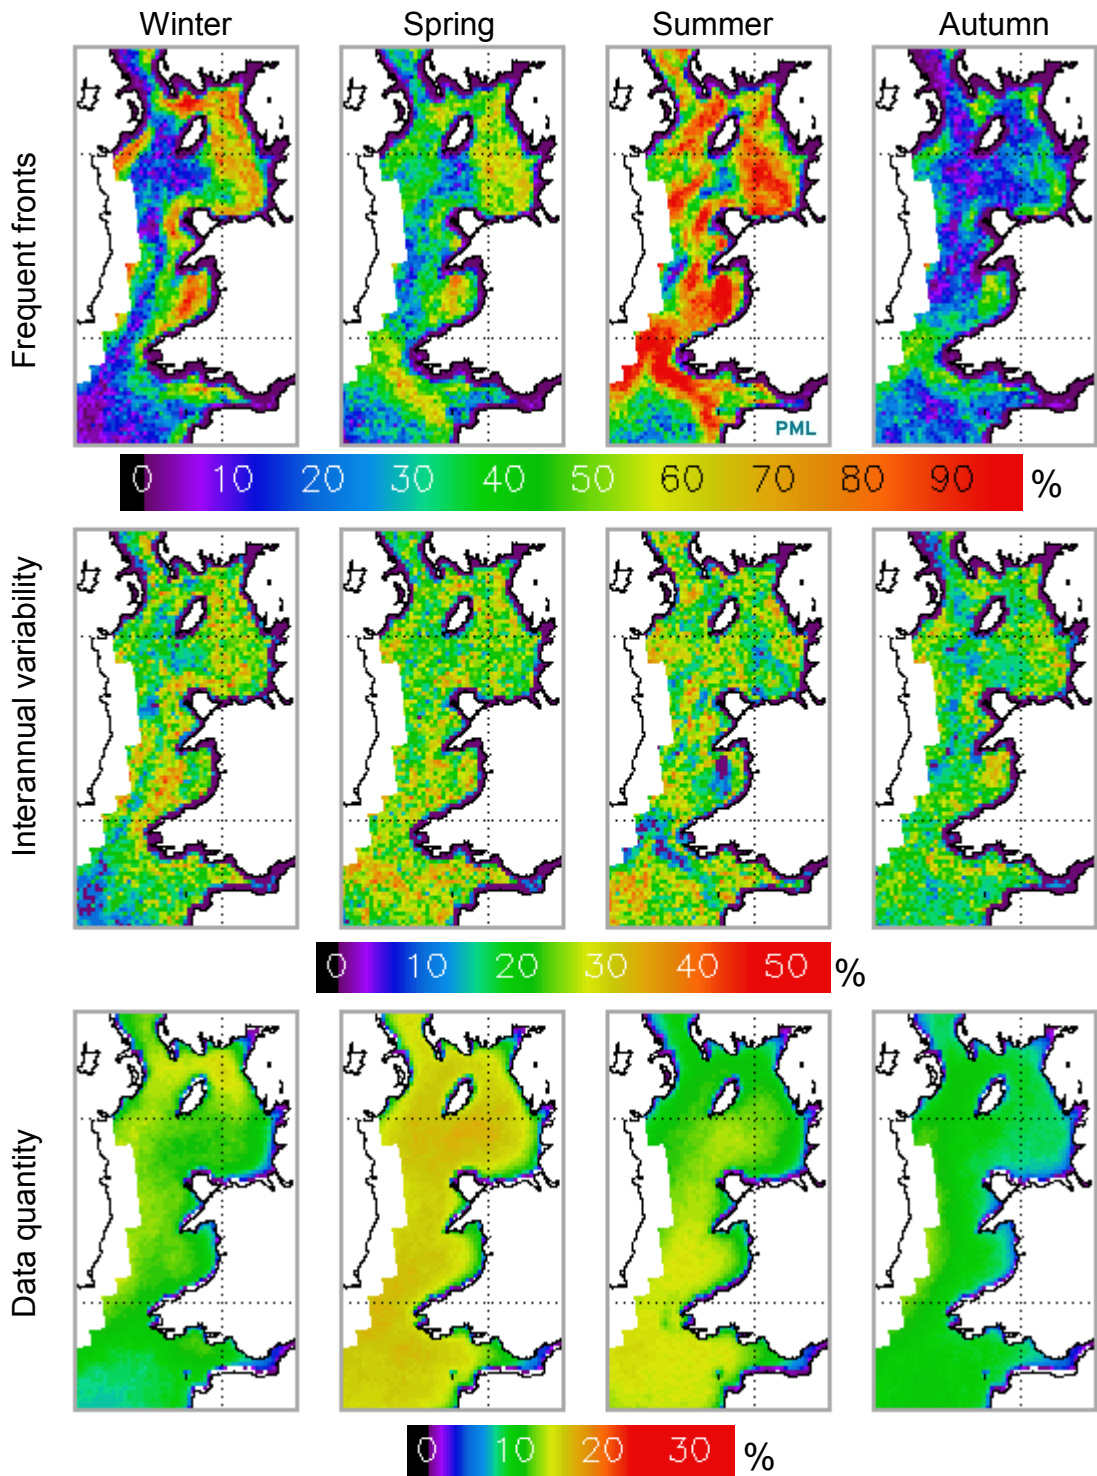 Winter Spring Summer Autumn
Frequent fronts
PML
0 10 20 30 40 50 60 70 80 90 %
Interannual variability
0 10 20 30 40 50 %
Data quantity
0 10 20 30 %